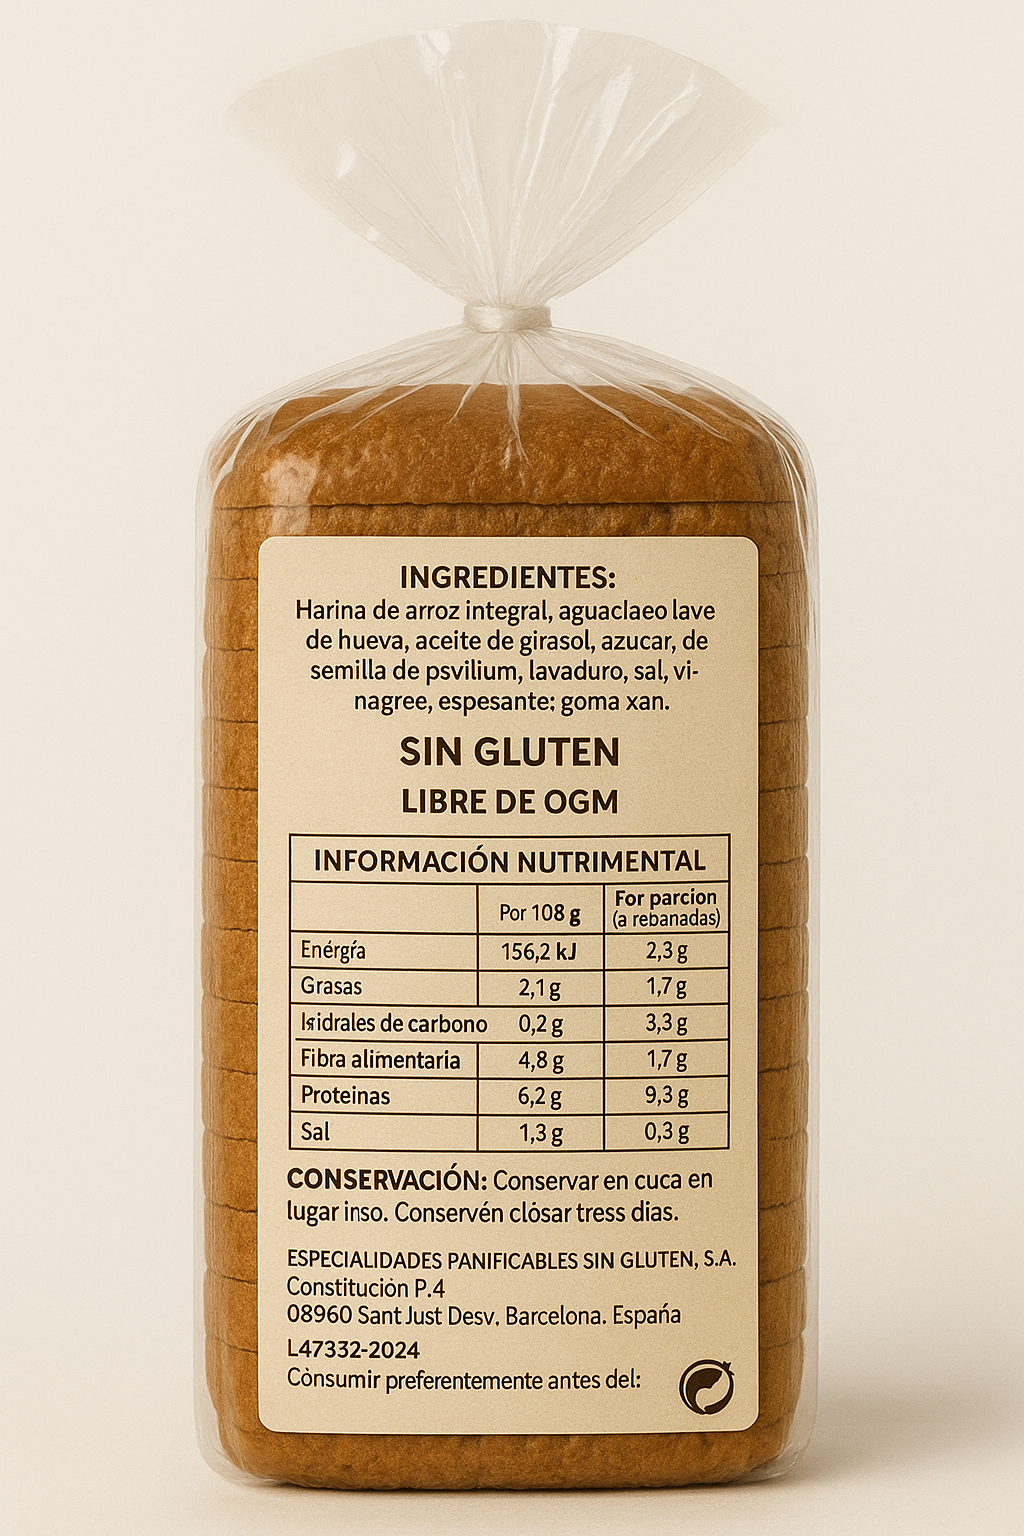 INGREDIENTES:
Harina de arroz integral, aguaclaeo lave
de hueva, aceite de girasol, azucar, de
semilla de psvilium, lavaduro, sal, vi-
nagree, espesante; goma xan.
SIN GLUTEN
LIBRE DE OGM
INFORMACIÓN NUTRIMENTAL
Por 108 g For parcion
(a rebanadas)
Enérgía 156,2 kJ 2,3 g
Grasas 2,1 g 1,7 g
de carbono 0,2 g 3,3 g
Fibra alimentaria 4,8 g 1,7 g
Proteinas 6,2 g 9,3 g
Sal 1,3 g 0,3 g
CONSERVACIÓN: Conservar en cuca en
lugar inso. Conservén clòsar tress dias.
ESPECIALIDADES PANIFICABLES SIN GLUTEN, S.A.
Constitución P.4
08960 Sant Just Desv. Barcelona. España
L47332-2024
Cònsumir preferentemente antes del: